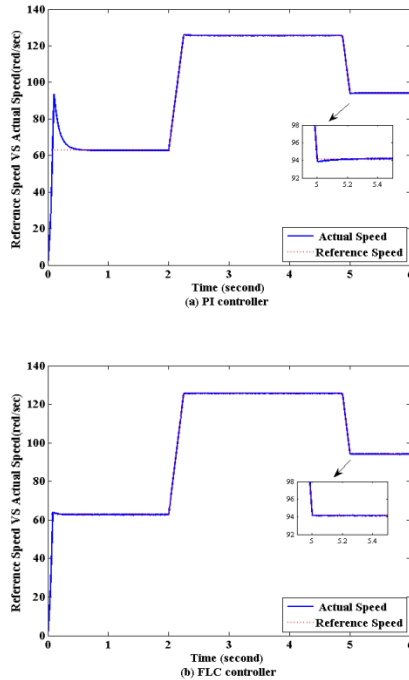 140
120
100
80
60
40
20
0
Reference Speed VS Actual Speed(red/sec)
98
96
94
92
5 5.2 5.4
Actual Speed
Reference Speed
0 1 2 3 4 5 6
Time (second)
(a) PI controller
140
120
100
80
60
40
20
0
Reference Speed VS Actual Speed(red/sec)
98
96
94
92
5 5.2 5.4
Actual Speed
Reference Speed
0 1 2 3 4 5 6
Time (second)
(b) FLC controller